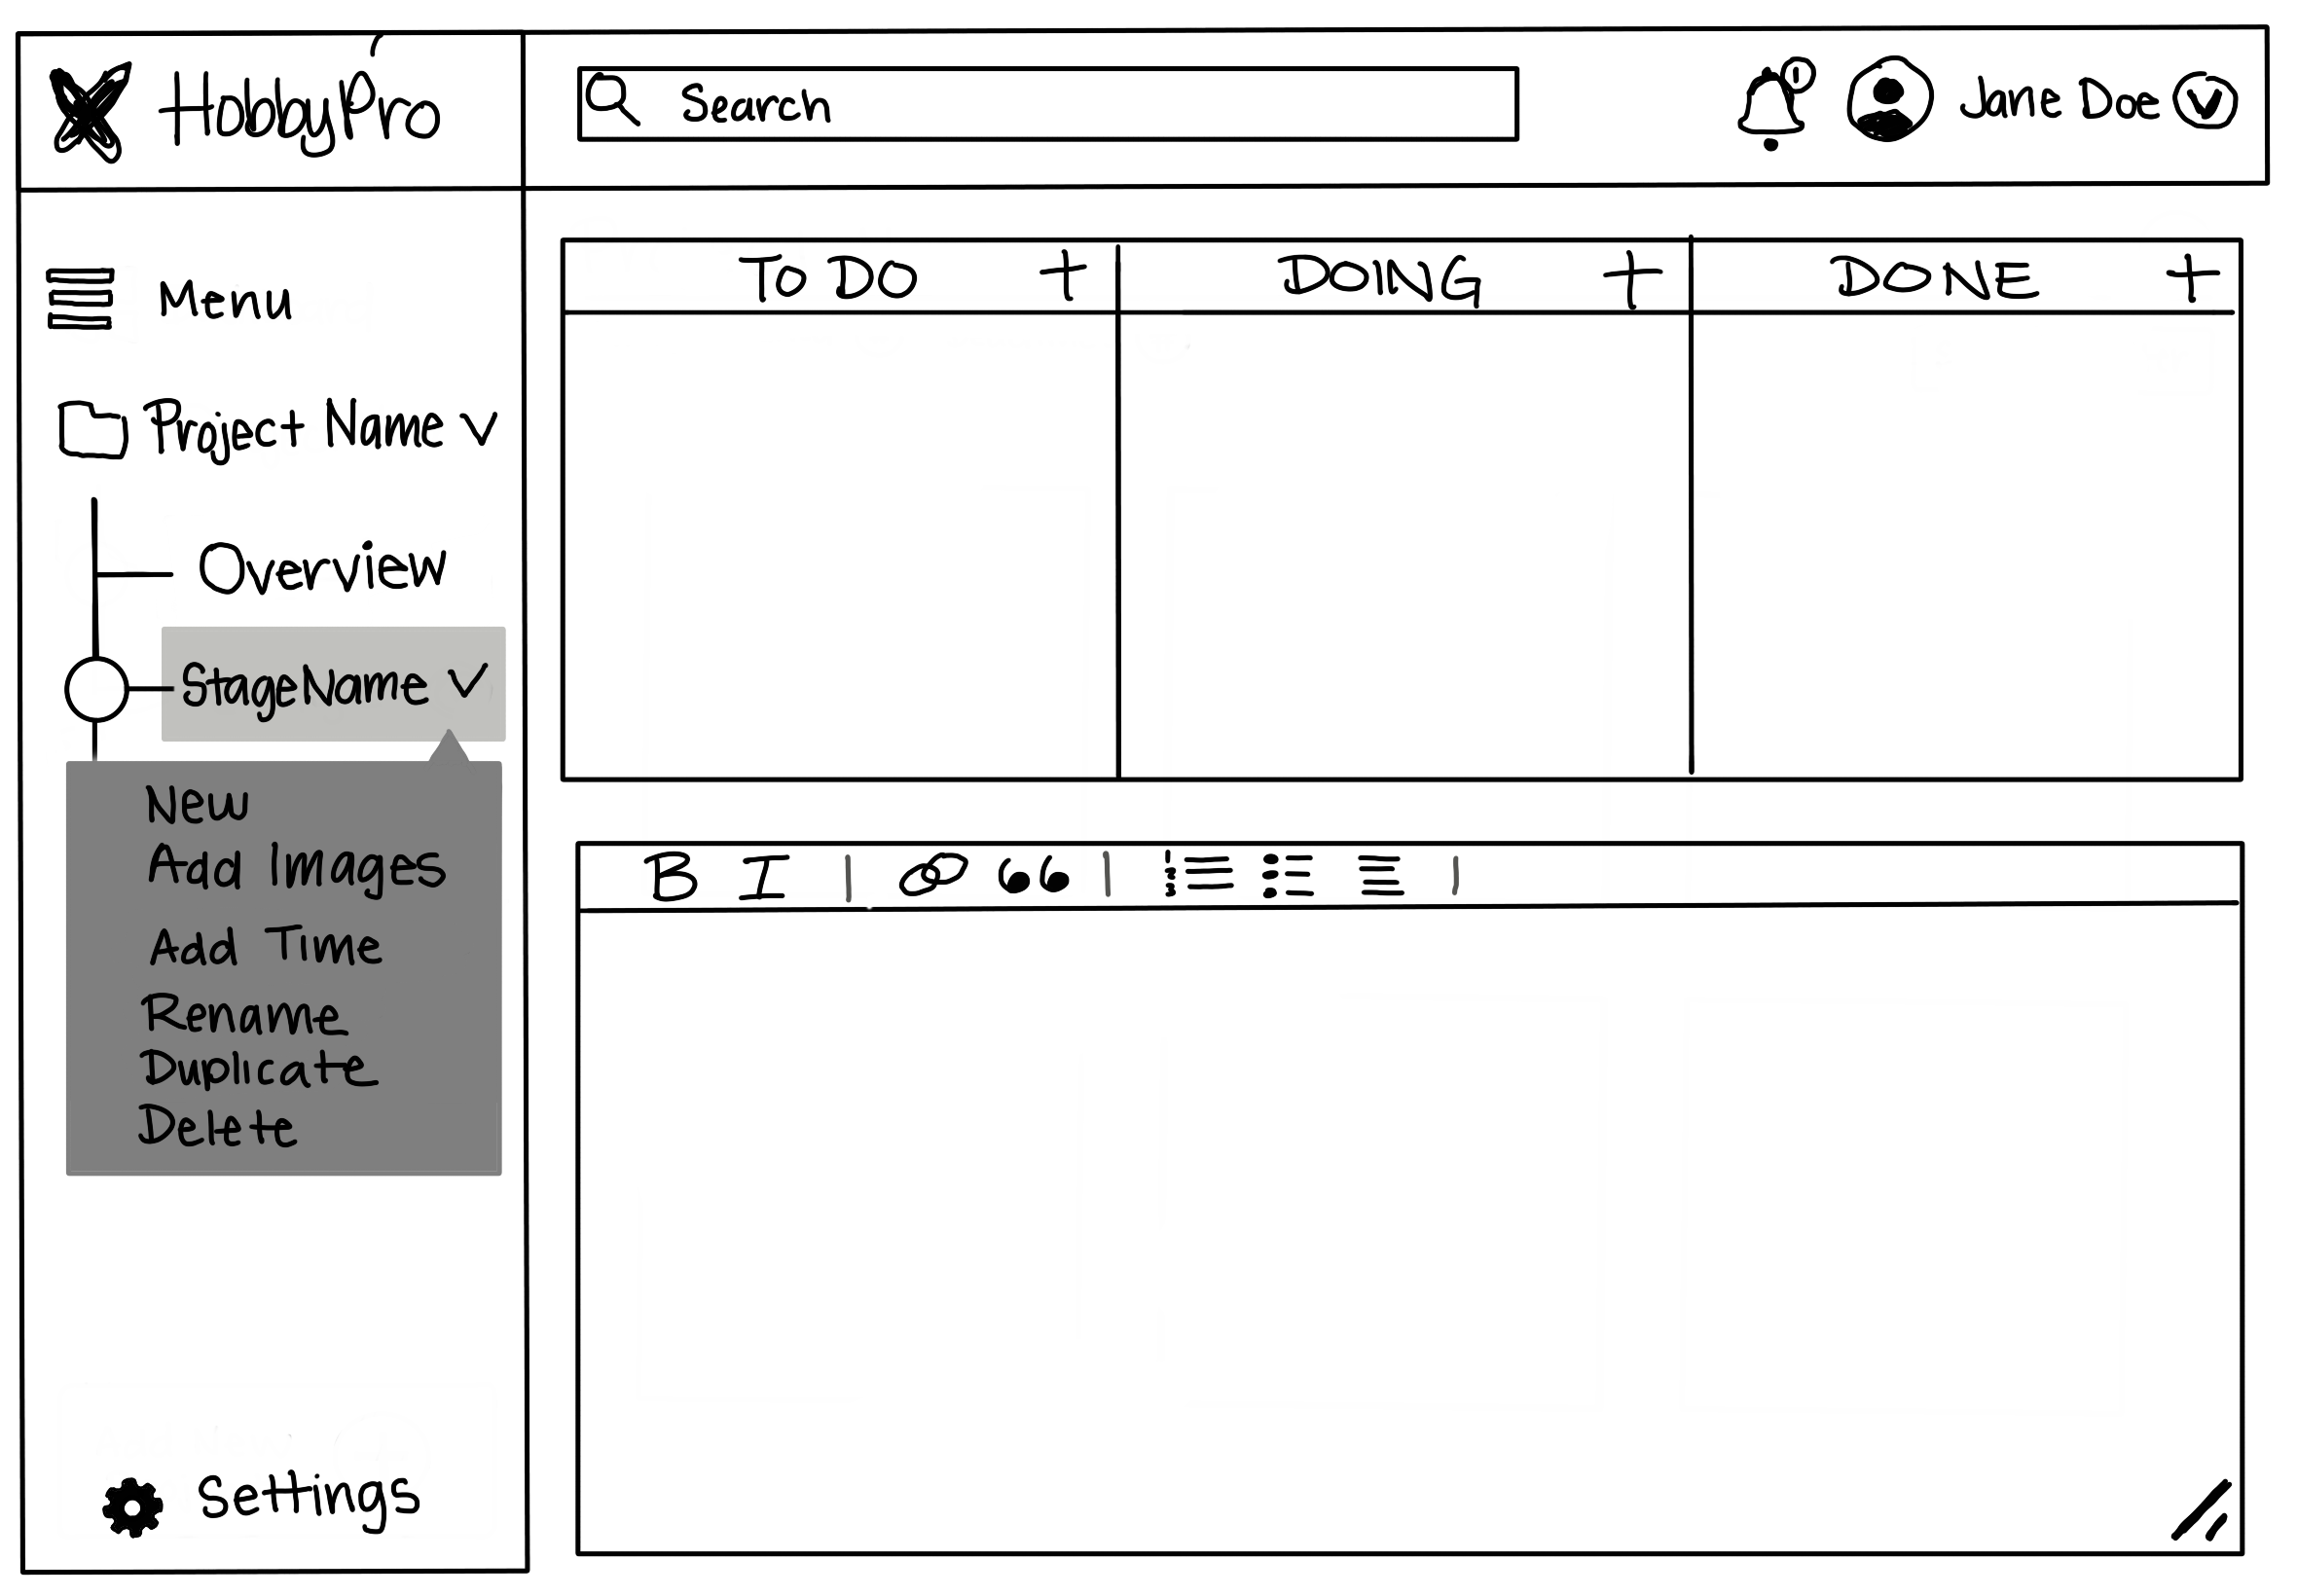 HobbyPro
Search
Jane Doe
Menu
Project Name
Overview
StageName
New
Add Images
Add Time
Rename
Duplicate
Delete
Settings
TO DO +
DOING +
DONE +
B I | 66 | |